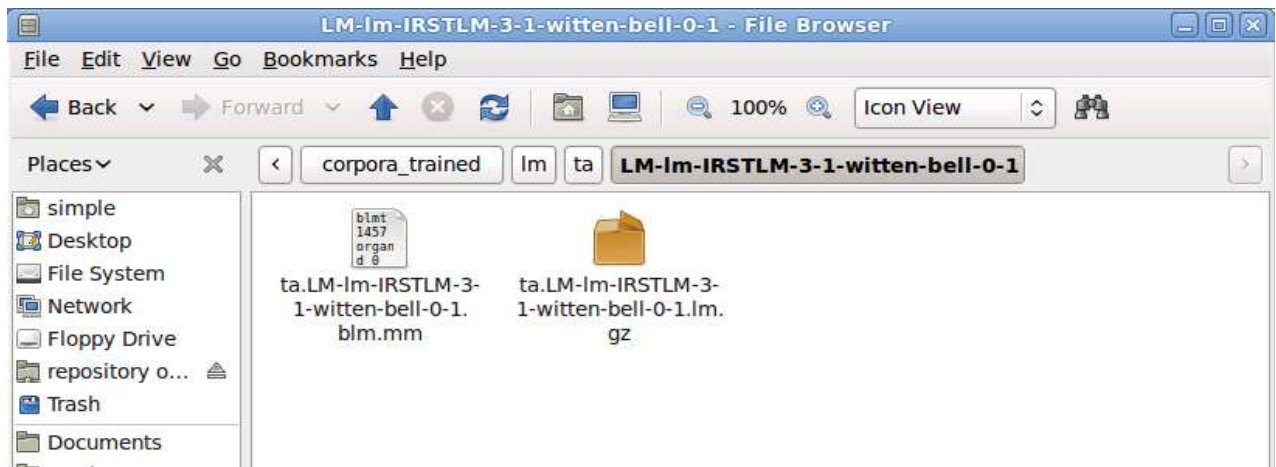 LM-lm-IRSTLM-3-1-witten-bell-0-1 - File Browser
File Edit View Go Bookmarks Help
Back Forward 100% Icon View
Places corpora_trained lm ta LM-lm-IRSTLM-3-1-witten-bell-0-1
simple
Desktop
File System
Network
Floppy Drive
repository o...
Trash
Documents
blmt
1457
organ
d 0
ta.LM-lm-IRSTLM-3-
1-witten-bell-0-1.
blm.mm
ta.LM-lm-IRSTLM-3-
1-witten-bell-0-1.lm.
gz